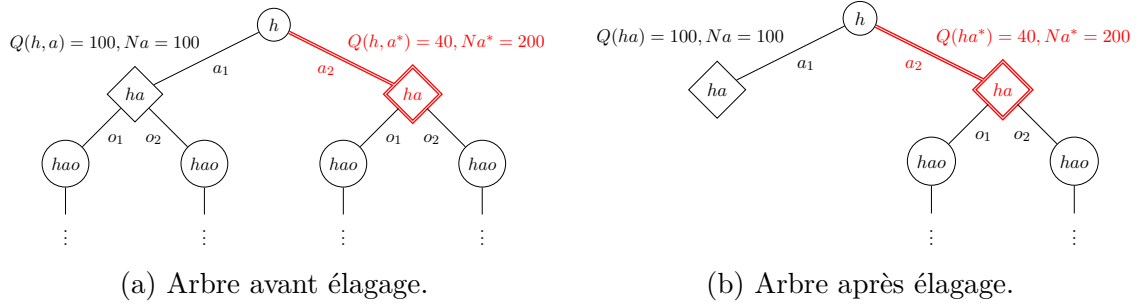 h h
Q(h, a) = 100, Na = 100 Q(h, a*) = 40, Na* = 200 Q(ha) = 100, Na = 100 Q(ha*) = 40, Na* = 200
a₁ a₂ a₁ a₂
ha ha ha ha
o₁ o₂ o₁ o₂ o₁ o₂
hao hao hao hao hao hao
⋮ ⋮ ⋮ ⋮ ⋮ ⋮
(a) Arbre avant élagage. (b) Arbre après élagage.